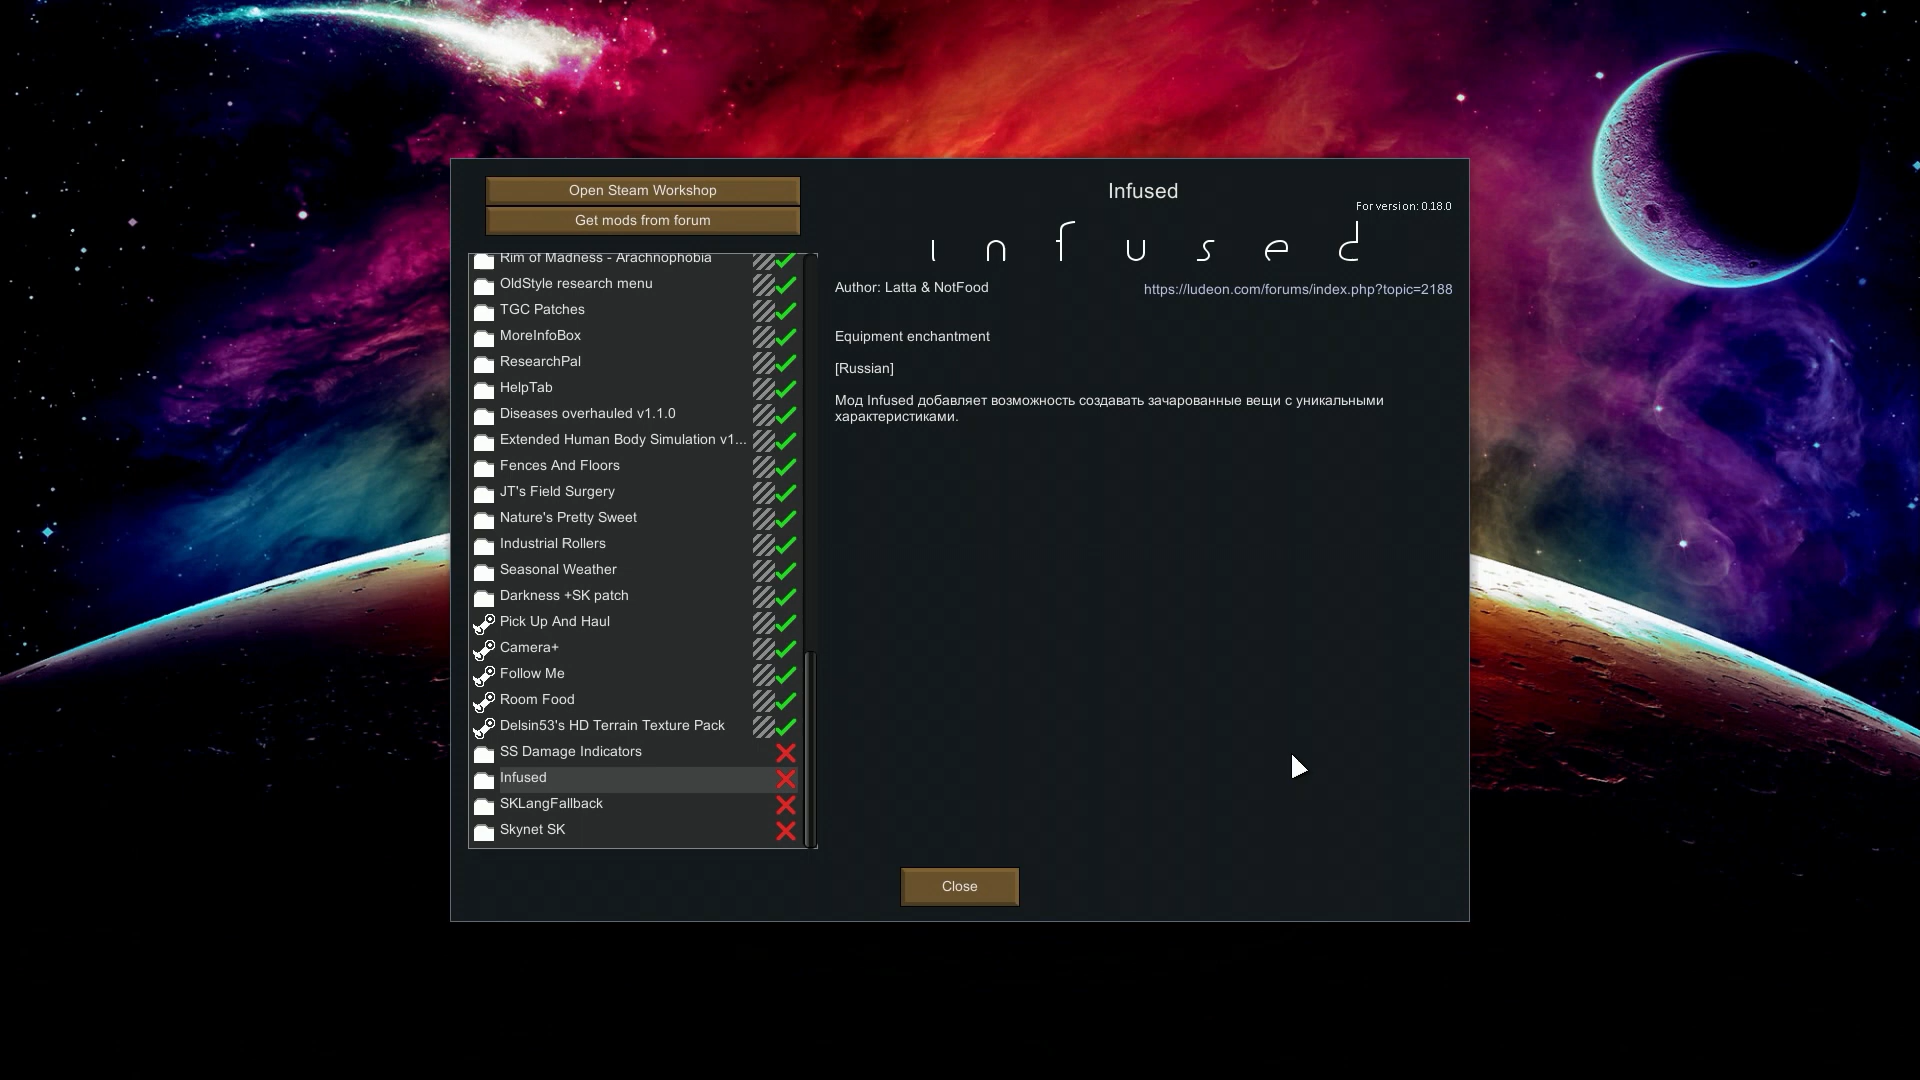 Open Steam Workshop
Get mods from forum
Rim of Madness - Arachnophobia
OldStyle research menu
TGC Patches
MoreInfoBox
ResearchPal
HelpTab
Diseases overhauled v1.1.0
Extended Human Body Simulation v1...
Fences And Floors
JT's Field Surgery
Nature's Pretty Sweet
Industrial Rollers
Seasonal Weather
Darkness +SK patch
Pick Up And Haul
Camera+
Follow Me
Room Food
Delsin53's HD Terrain Texture Pack
SS Damage Indicators
Infused
SKLangFallback
Skynet SK
Infused
For version: 0.18.0
infused
Author: Latta & NotFood
https://ludeon.com/forums/index.php?topic=2188
Equipment enchantment
[Russian]
Мод Infused добавляет возможность создавать зачарованные вещи с уникальными
характеристиками.
Close